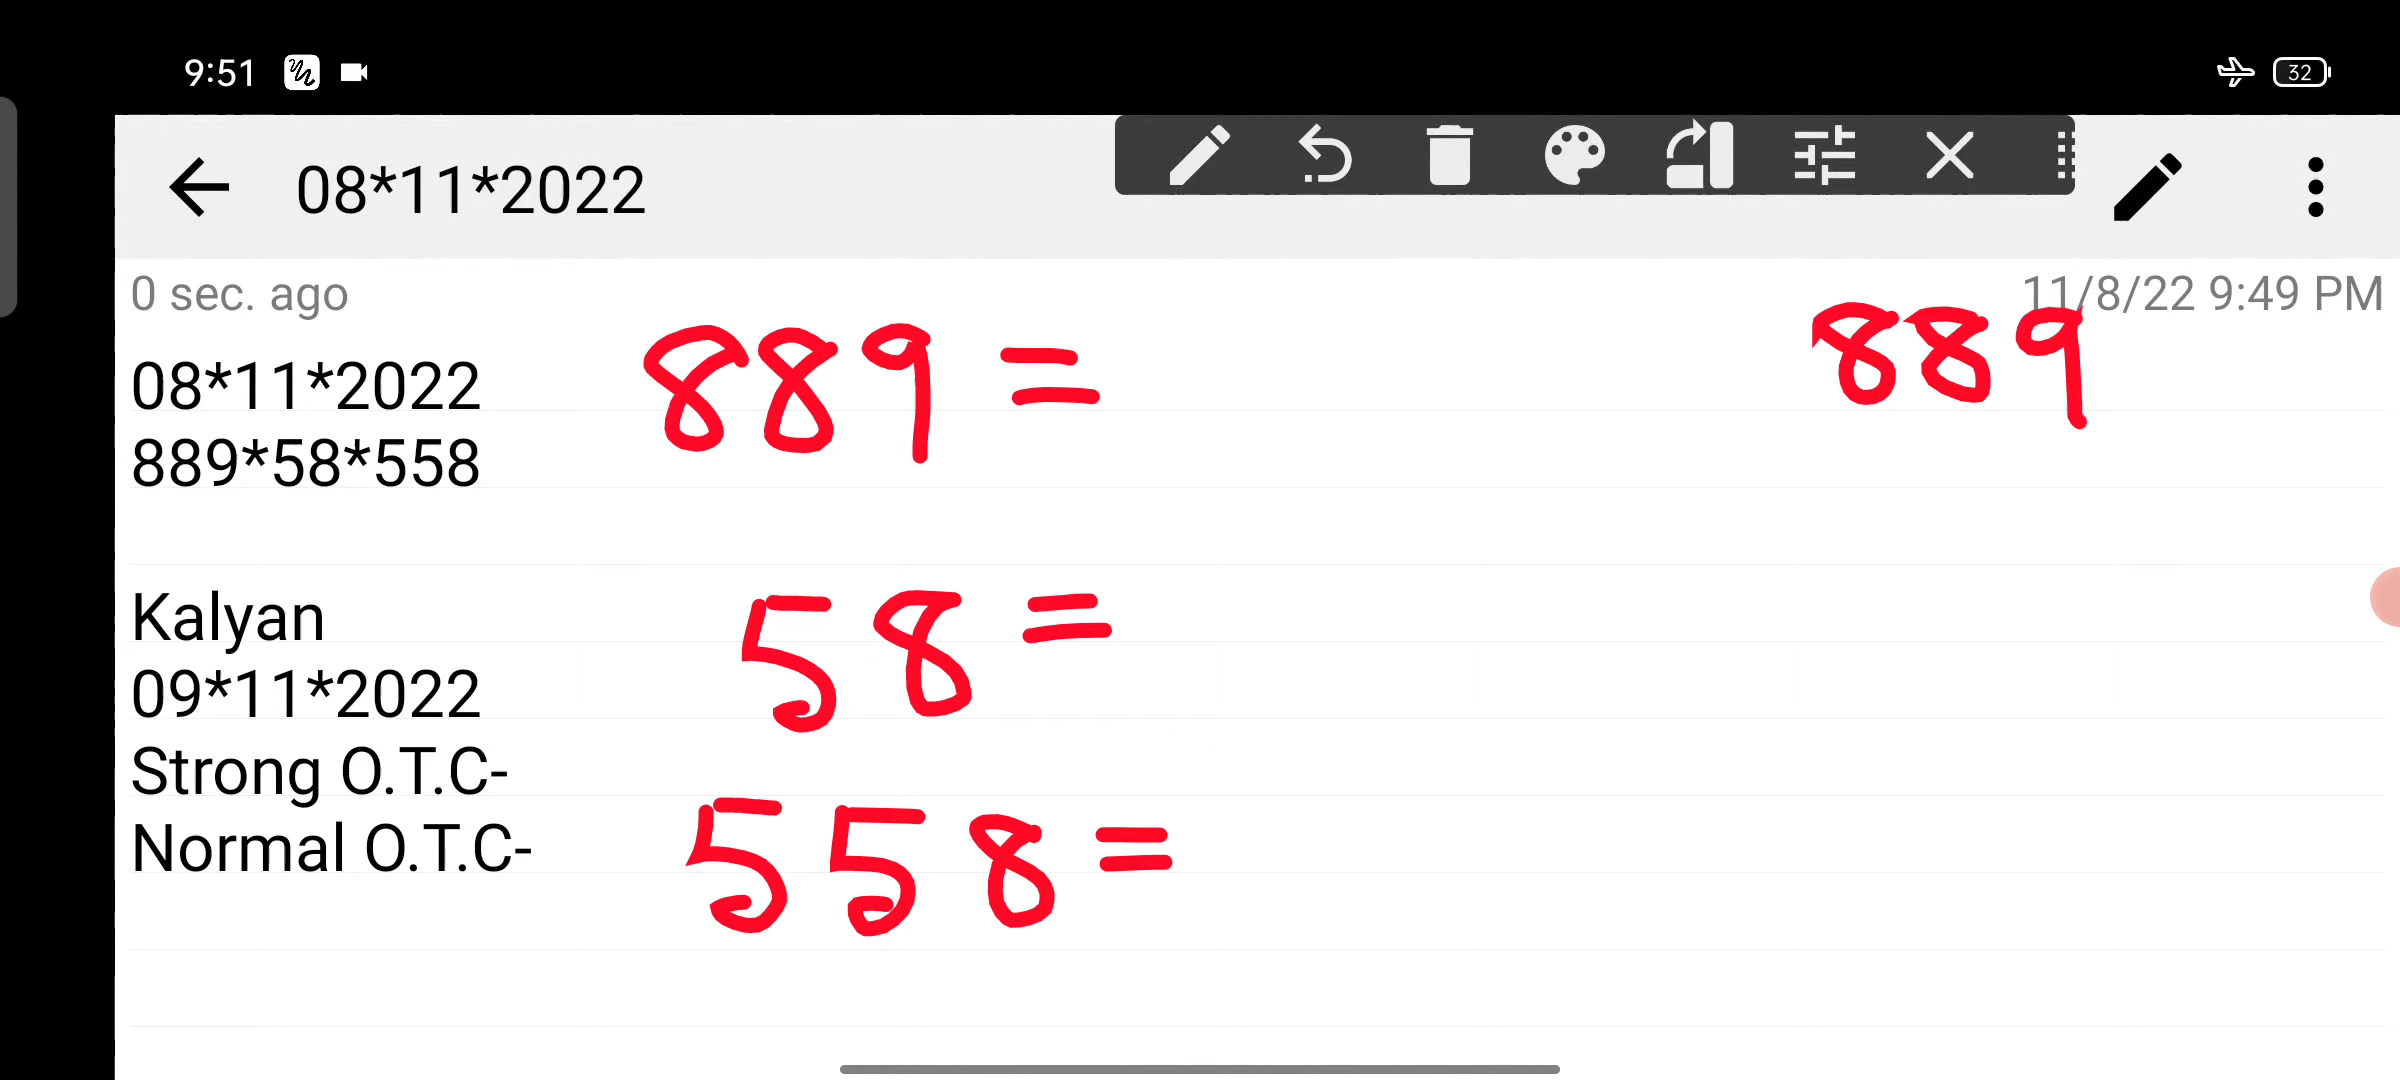 9:51 32
08*11*2022
0 sec. ago 11/8/22 9:49 PM
08*11*2022 889= 889
889*58*558
Kalyan 58=
09*11*2022
Strong O.T.C-
Normal O.T.C- 558=